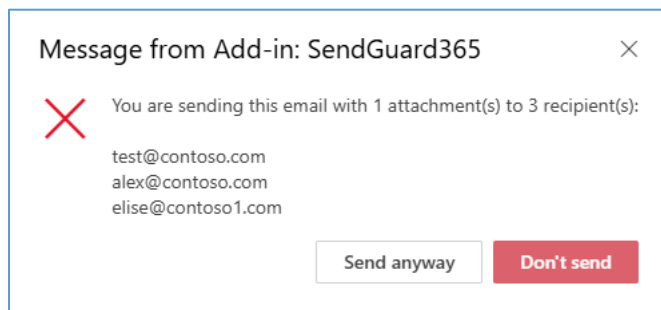 Message from Add-in: SendGuard365
You are sending this email with 1 attachment(s) to 3 recipient(s):
test@contoso.com
alex@contoso.com
elise@contoso1.com
Send anyway
Don't send